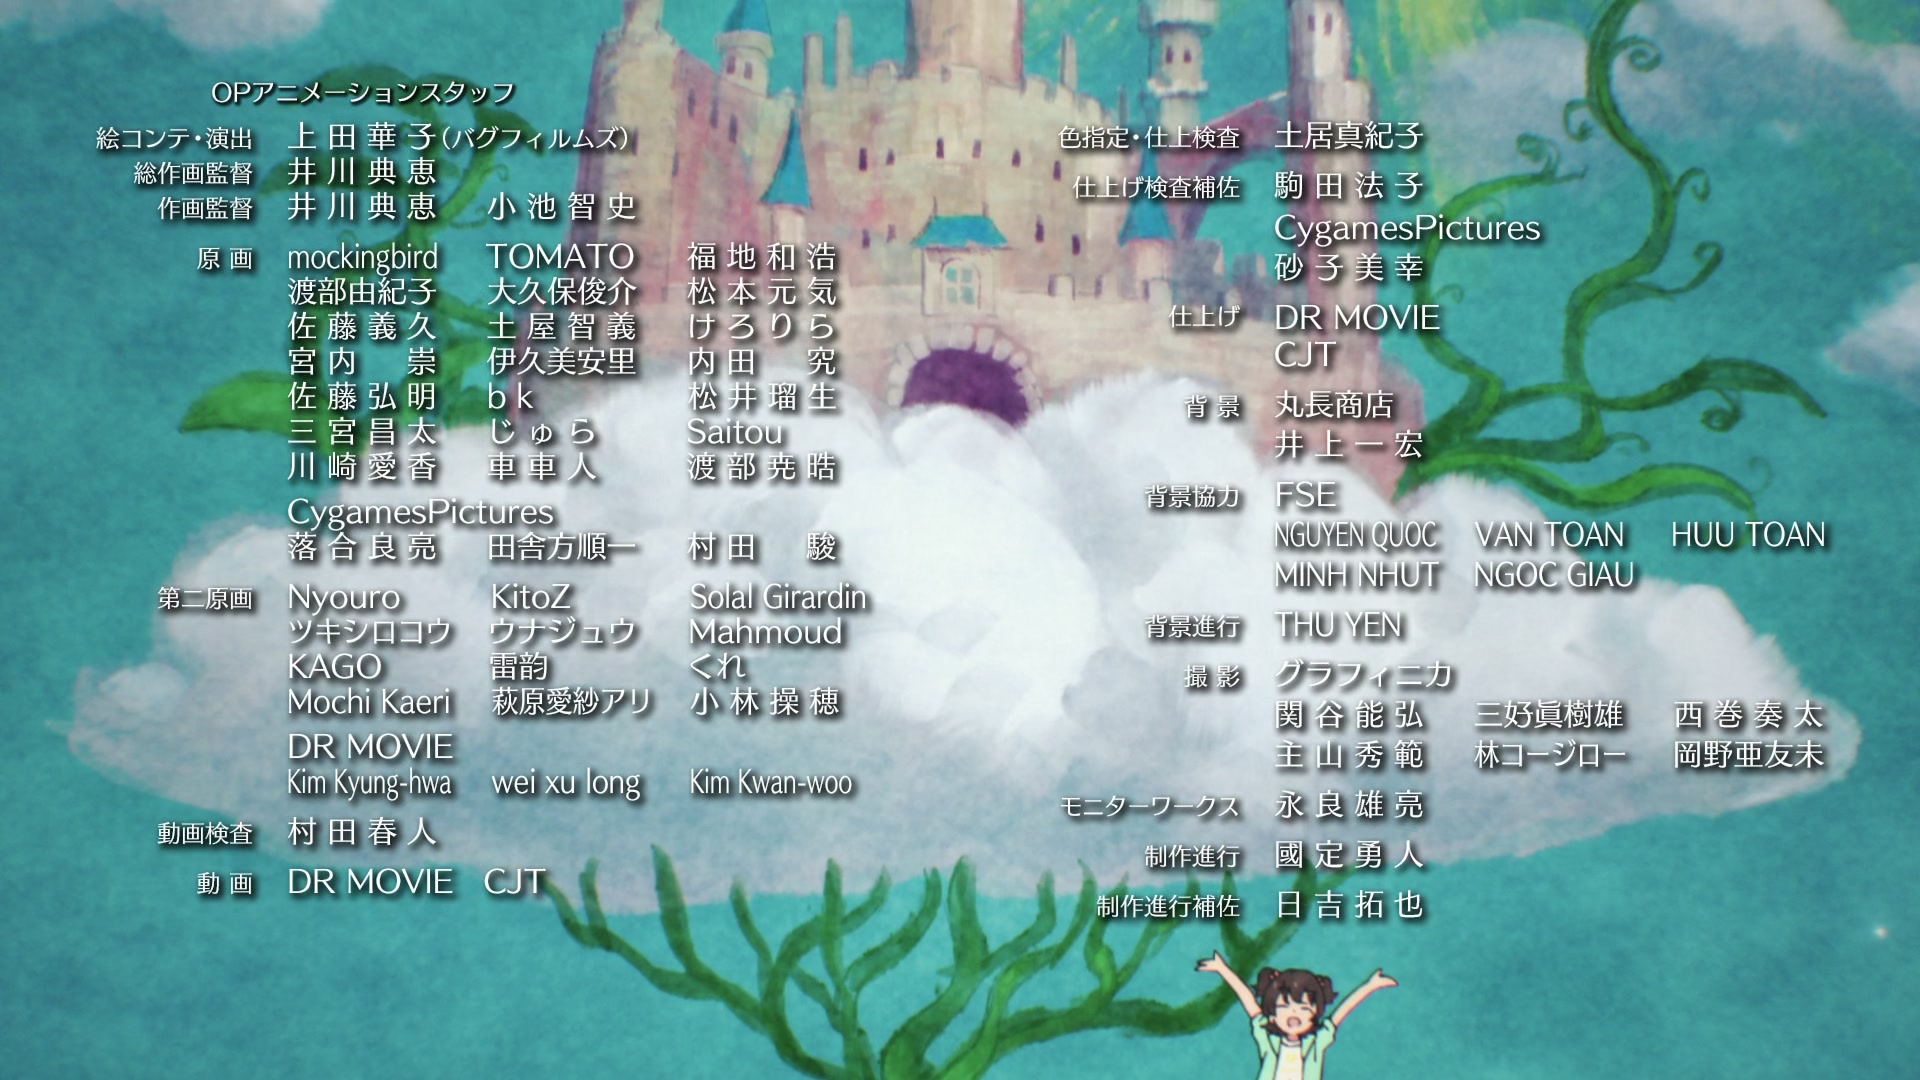 OPアニメーションスタッフ
絵コンテ・演出 上田華子(バグフィルムズ)
総作画監督 井川典恵
作画監督 井川典恵 小池智史
原画 mockingbird TOMATO 福地和浩
渡部由紀子 大久保俊介 松本元気
佐藤義久 土屋智義 けろりら
宮内崇 伊久美安里 内田究
佐藤弘明 bk 松井瑠生
三宮昌太 じゅら Saitou
川崎愛香 車車人 渡部尭晧
CygamesPictures
落合良亮 田舎方順一 村田駿
第二原画 Nyouro KitoZ Solal Girardin
ツキシロコウ ウナジュウ Mahmoud
KAGO 雷韵 くれ
Mochi Kaeri 萩原愛紗アリ 小林操穂
DR MOVIE
Kim Kyung-hwa wei xu long Kim Kwan-woo
動画検査 村田春人
動画 DR MOVIE CJT
色指定・仕上検査 土居真紀子
仕上げ検査補佐 駒田法子
CygamesPictures
砂子美幸
仕上げ DR MOVIE
CJT
背景 丸長商店
井上一宏
背景協力 FSE
NGUYEN QUOC VAN TOAN HUU TOAN
MINH NHUT NGOC GIAU
背景進行 THU YEN
撮影 グラフィニカ
関谷能弘 三好眞樹雄 西巻奏太
主山秀範 林コージロー 岡野亜友未
モニターワークス 永良雄亮
制作進行 國定勇人
制作進行補佐 日吉拓也